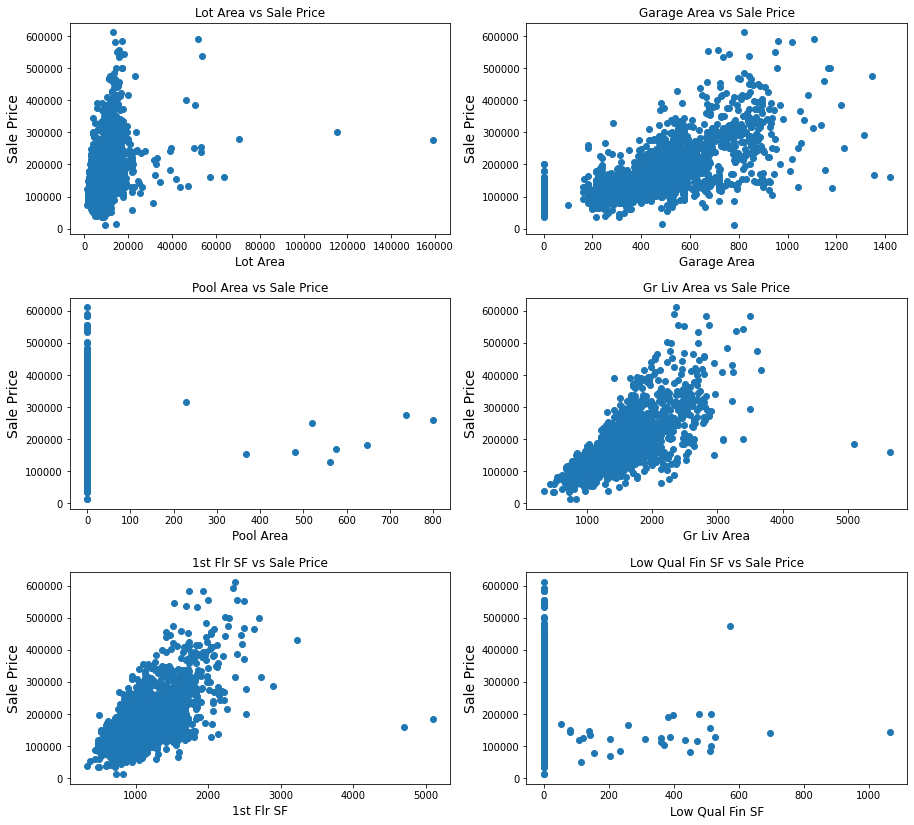 Lot Area vs Sale Price
Sale Price
600000
500000
400000
300000
200000
100000
0
0 20000 40000 60000 80000 100000 120000 140000 160000
Lot Area
Garage Area vs Sale Price
Sale Price
600000
500000
400000
300000
200000
100000
0
0 200 400 600 800 1000 1200 1400
Garage Area
Pool Area vs Sale Price
Sale Price
600000
500000
400000
300000
200000
100000
0
0 100 200 300 400 500 600 700 800
Pool Area
Gr Liv Area vs Sale Price
Sale Price
600000
500000
400000
300000
200000
100000
0
1000 2000 3000 4000 5000
Gr Liv Area
1st Flr SF vs Sale Price
Sale Price
600000
500000
400000
300000
200000
100000
0
1000 2000 3000 4000 5000
1st Flr SF
Low Qual Fin SF vs Sale Price
Sale Price
600000
500000
400000
300000
200000
100000
0
0 200 400 600 800 1000
Low Qual Fin SF